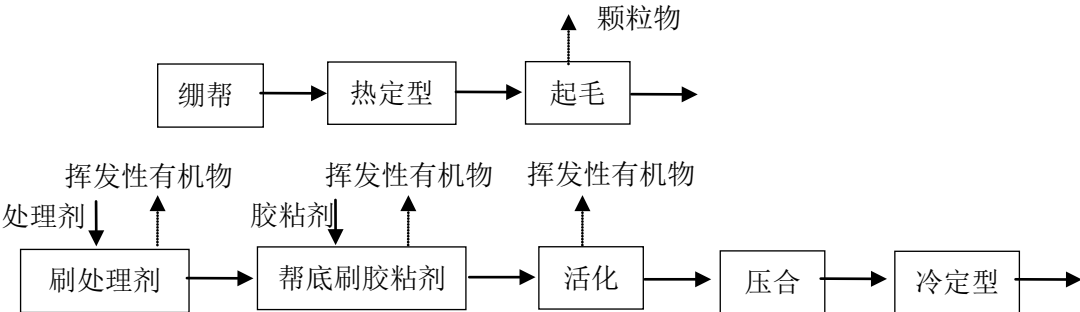 颗粒物
绷帮 热定型 起毛
挥发性有机物 挥发性有机物 挥发性有机物
处理剂 胶粘剂
刷处理剂 帮底刷胶粘剂 活化 压合 冷定型